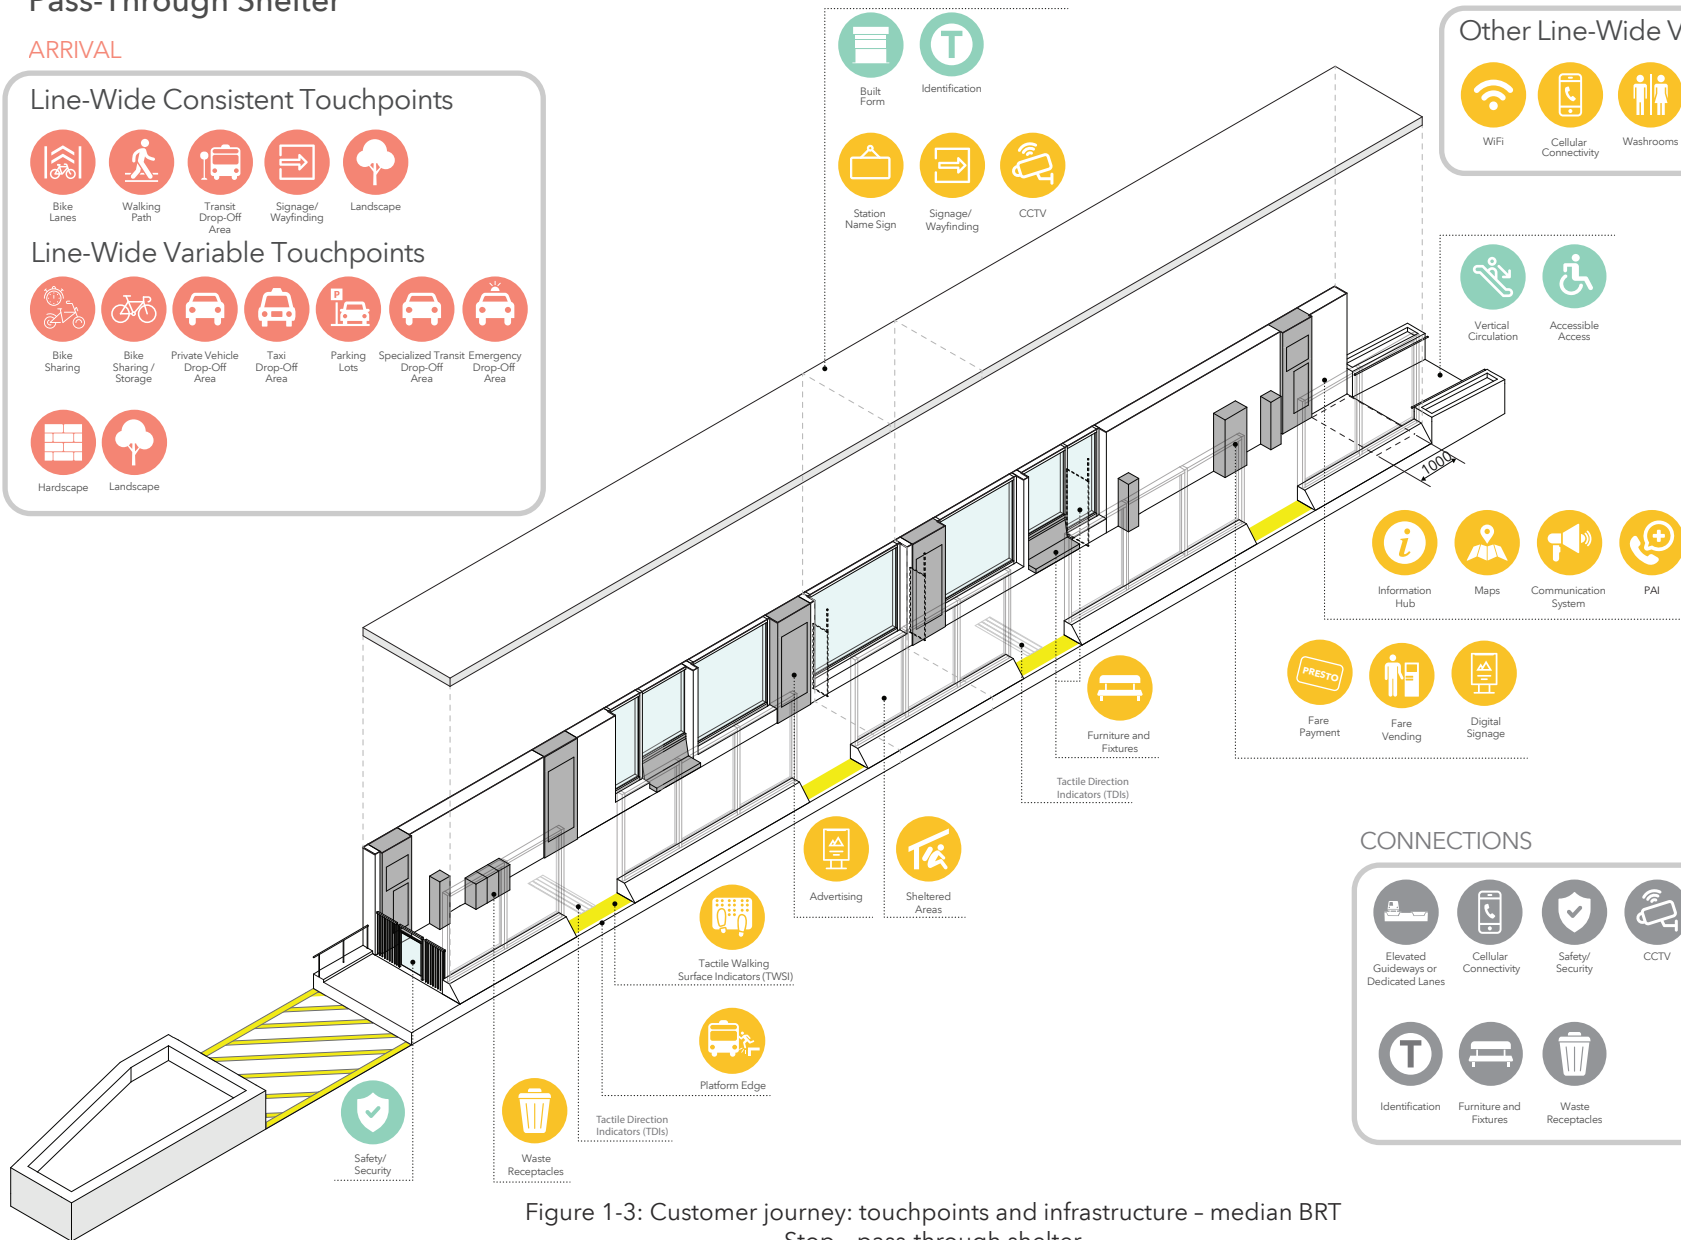 Pass-Through Shelter
ARRIVAL
Line-Wide Consistent Touchpoints
Bike
Lanes
Walking
Path
Transit
Drop-Off
Area
Signage/
Wayfinding
Landscape
Line-Wide Variable Touchpoints
Bike
Sharing
Bike
Sharing /
Storage
Private Vehicle
Drop-Off
Area
Taxi
Drop-Off
Area
P
Parking
Lots
Specialized Transit
Drop-Off
Area
Emergency
Drop-Off
Area
Hardscape
Landscape
Built
Form
T
Identification
Station
Name Sign
Signage/
Wayfinding
CCTV
Other Line-Wide V
WiFi
Cellular
Connectivity
Washrooms
Vertical
Circulation
Accessible
Access
1000
i
Information
Hub
Maps
Communication
System
PAI
PRESTO
Fare
Payment
Fare
Vending
Digital
Signage
Furniture and
Fixtures
Tactile Direction
Indicators (TDIs)
Advertising
Sheltered
Areas
Tactile Walking
Surface Indicators (TWSI)
Platform Edge
Tactile Direction
Indicators (TDIs)
Waste
Receptacles
Safety/
Security
CONNECTIONS
Elevated
Guideways or
Dedicated Lanes
Cellular
Connectivity
Safety/
Security
CCTV
T
Identification
Furniture and
Fixtures
Waste
Receptacles
Figure 1-3: Customer journey: touchpoints and infrastructure – median BRT
Stop - pass-through shelter